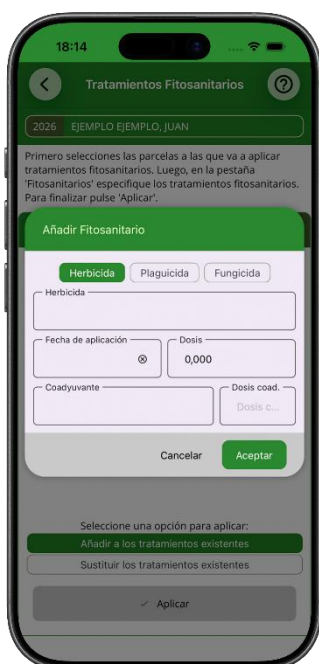 18:14
Tratamientos Fitosanitarios
2026 EJEMPLO EJEMPLO, JUAN
Primero selecciones las parcelas a las que va a aplicar
tratamientos fitosanitarios. Luego, en la pestaña
'Fitosanitarios' especifique los tratamientos fitosanitarios.
Para finalizar pulse 'Aplicar'.
Añadir Fitosanitario
Herbicida Plaguicida Fungicida
Herbicida
Fecha de aplicación Dosis
0,000
Coadyuvante Dosis coad.
Dosis c...
Cancelar Aceptar
Seleccione una opción para aplicar:
Añadir a los tratamientos existentes
Sustituir los tratamientos existentes
Aplicar